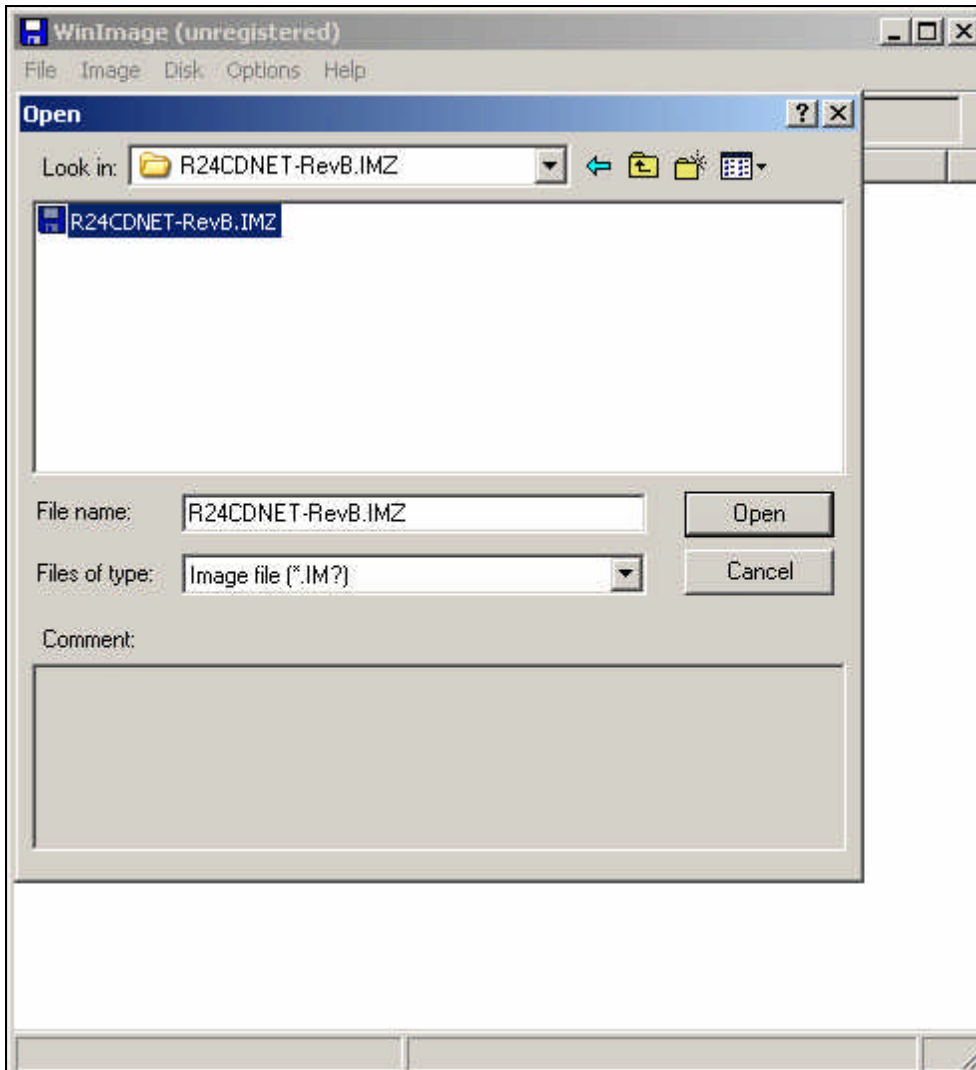 WinImage (unregistered)
File Image Disk Options Help
Open
Look in: R24CDNET-RevB.IMZ
R24CDNET-RevB.IMZ
File name: R24CDNET-RevB.IMZ Open
Files of type: Image file (*.IM?) Cancel
Comment: